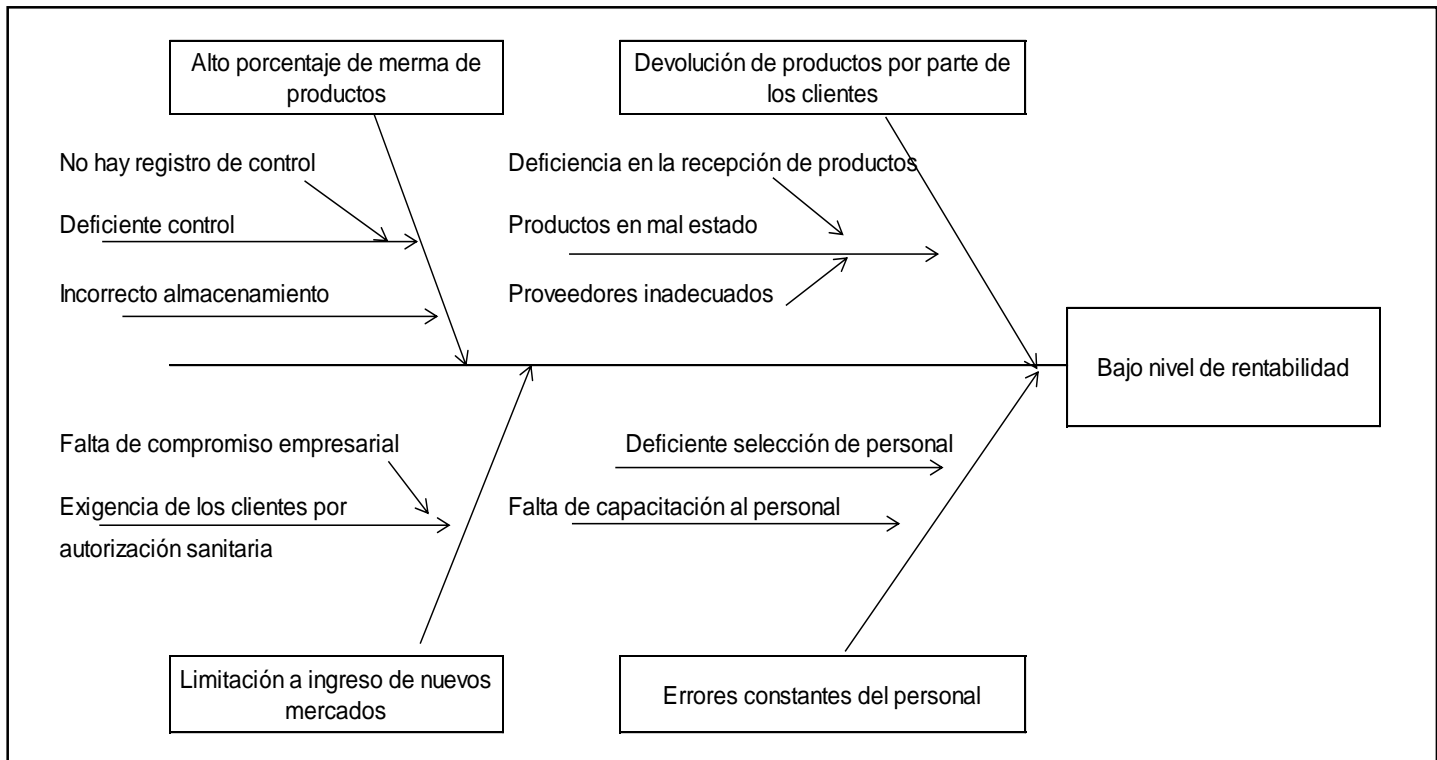 Alto porcentaje de merma de
productos
Devolución de productos por parte de
los clientes
No hay registro de control
Deficiencia en la recepción de productos
Deficiente control
Productos en mal estado
Incorrecto almacenamiento
Proveedores inadecuados
Bajo nivel de rentabilidad
Falta de compromiso empresarial
Deficiente selección de personal
Exigencia de los clientes por
autorización sanitaria
Falta de capacitación al personal
Limitación a ingreso de nuevos
mercados
Errores constantes del personal